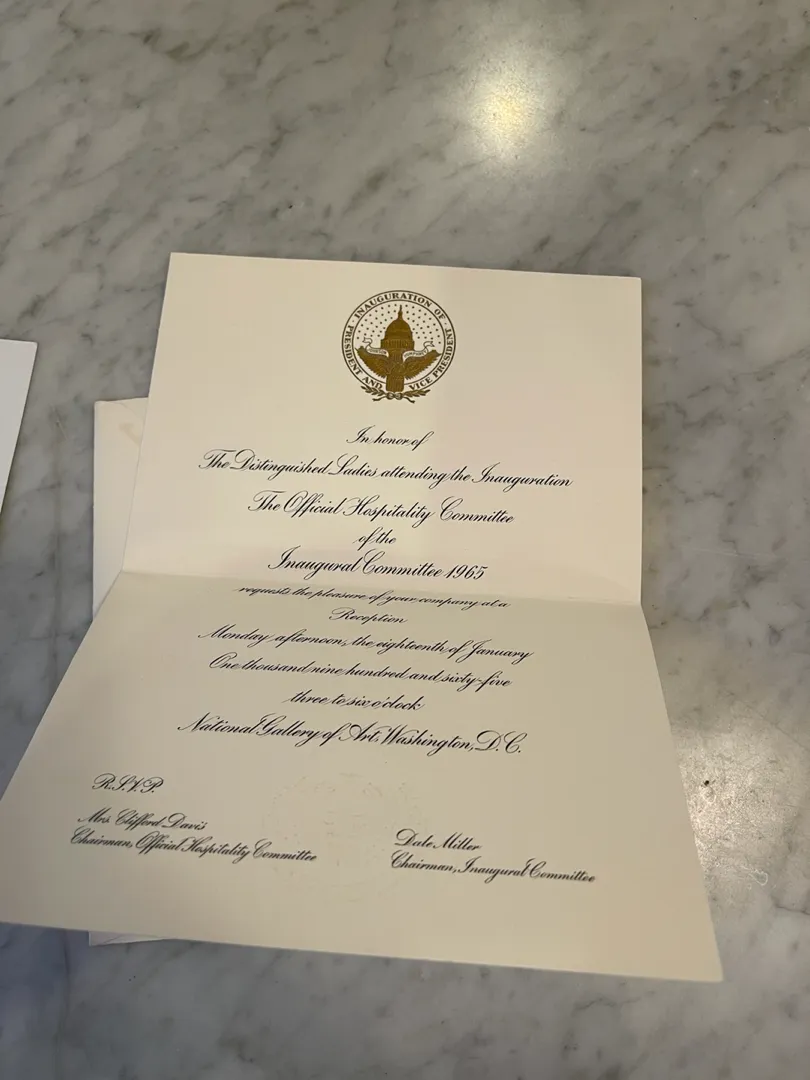 INAUGURATION OF
PRESIDENT AND VICE PRESIDENT
In honor of
The Distinguished Ladies attending the Inauguration
The Official Hospitality Committee
of the
Inaugural Committee 1965
requests the pleasure of your company at a
Reception
Monday afternoon, the eighteenth of January
One thousand nine hundred and sixty-five
three to six o'clock
National Gallery of Art, Washington, D.C.
R.S.V.P.
Mrs. Clifford Davis
Chairman, Official Hospitality Committee
Dale Miller
Chairman, Inaugural Committee